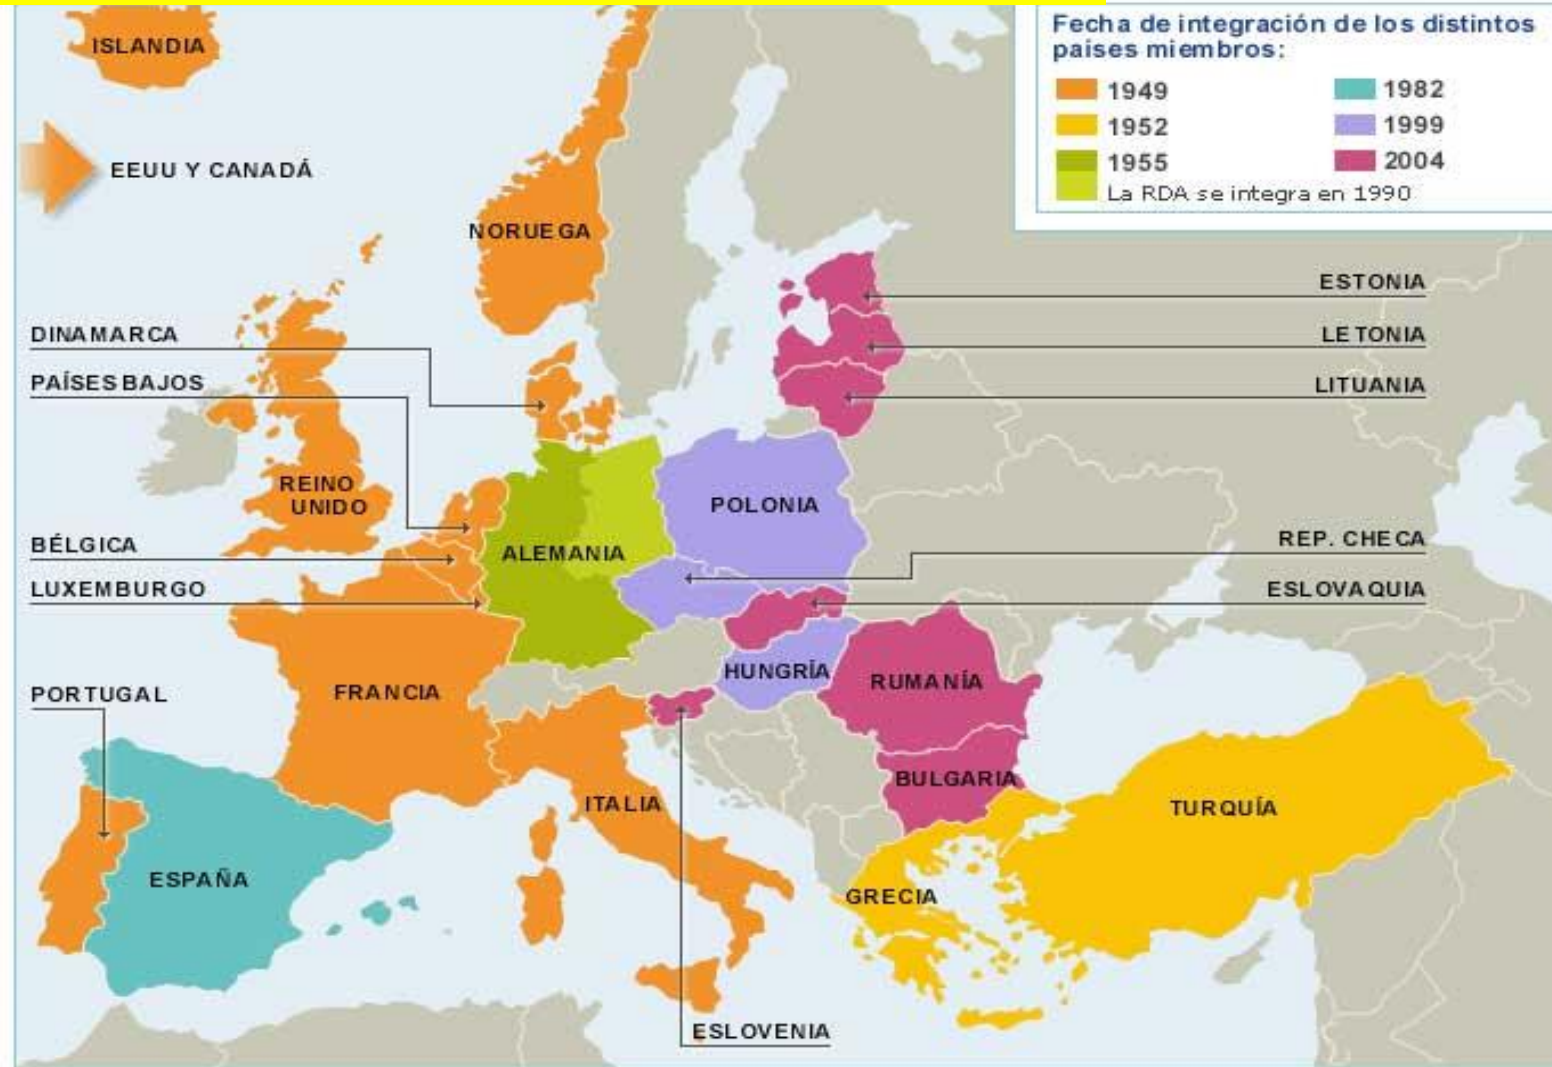 Fecha de integración de los distintos
paises miembros:
1949
1952
1955
La RDA se integra en 1990
1982
1999
2004
ISLANDIA
EEUU Y CANADÁ
NORUEGA
DINAMARCA
PAÍSES BAJOS
REINO
UNIDO
BÉLGICA
LUXEMBURGO
ALEMANIA
POLONIA
ESTONIA
LETONIA
LITUANIA
REP. CHECA
ESLOVAQUIA
FRANCIA
HUNGRÍA
RUMANÍA
PORTUGAL
BULGARIA
ITALIA
TURQUÍA
ESPAÑA
GRECIA
ESLOVENIA